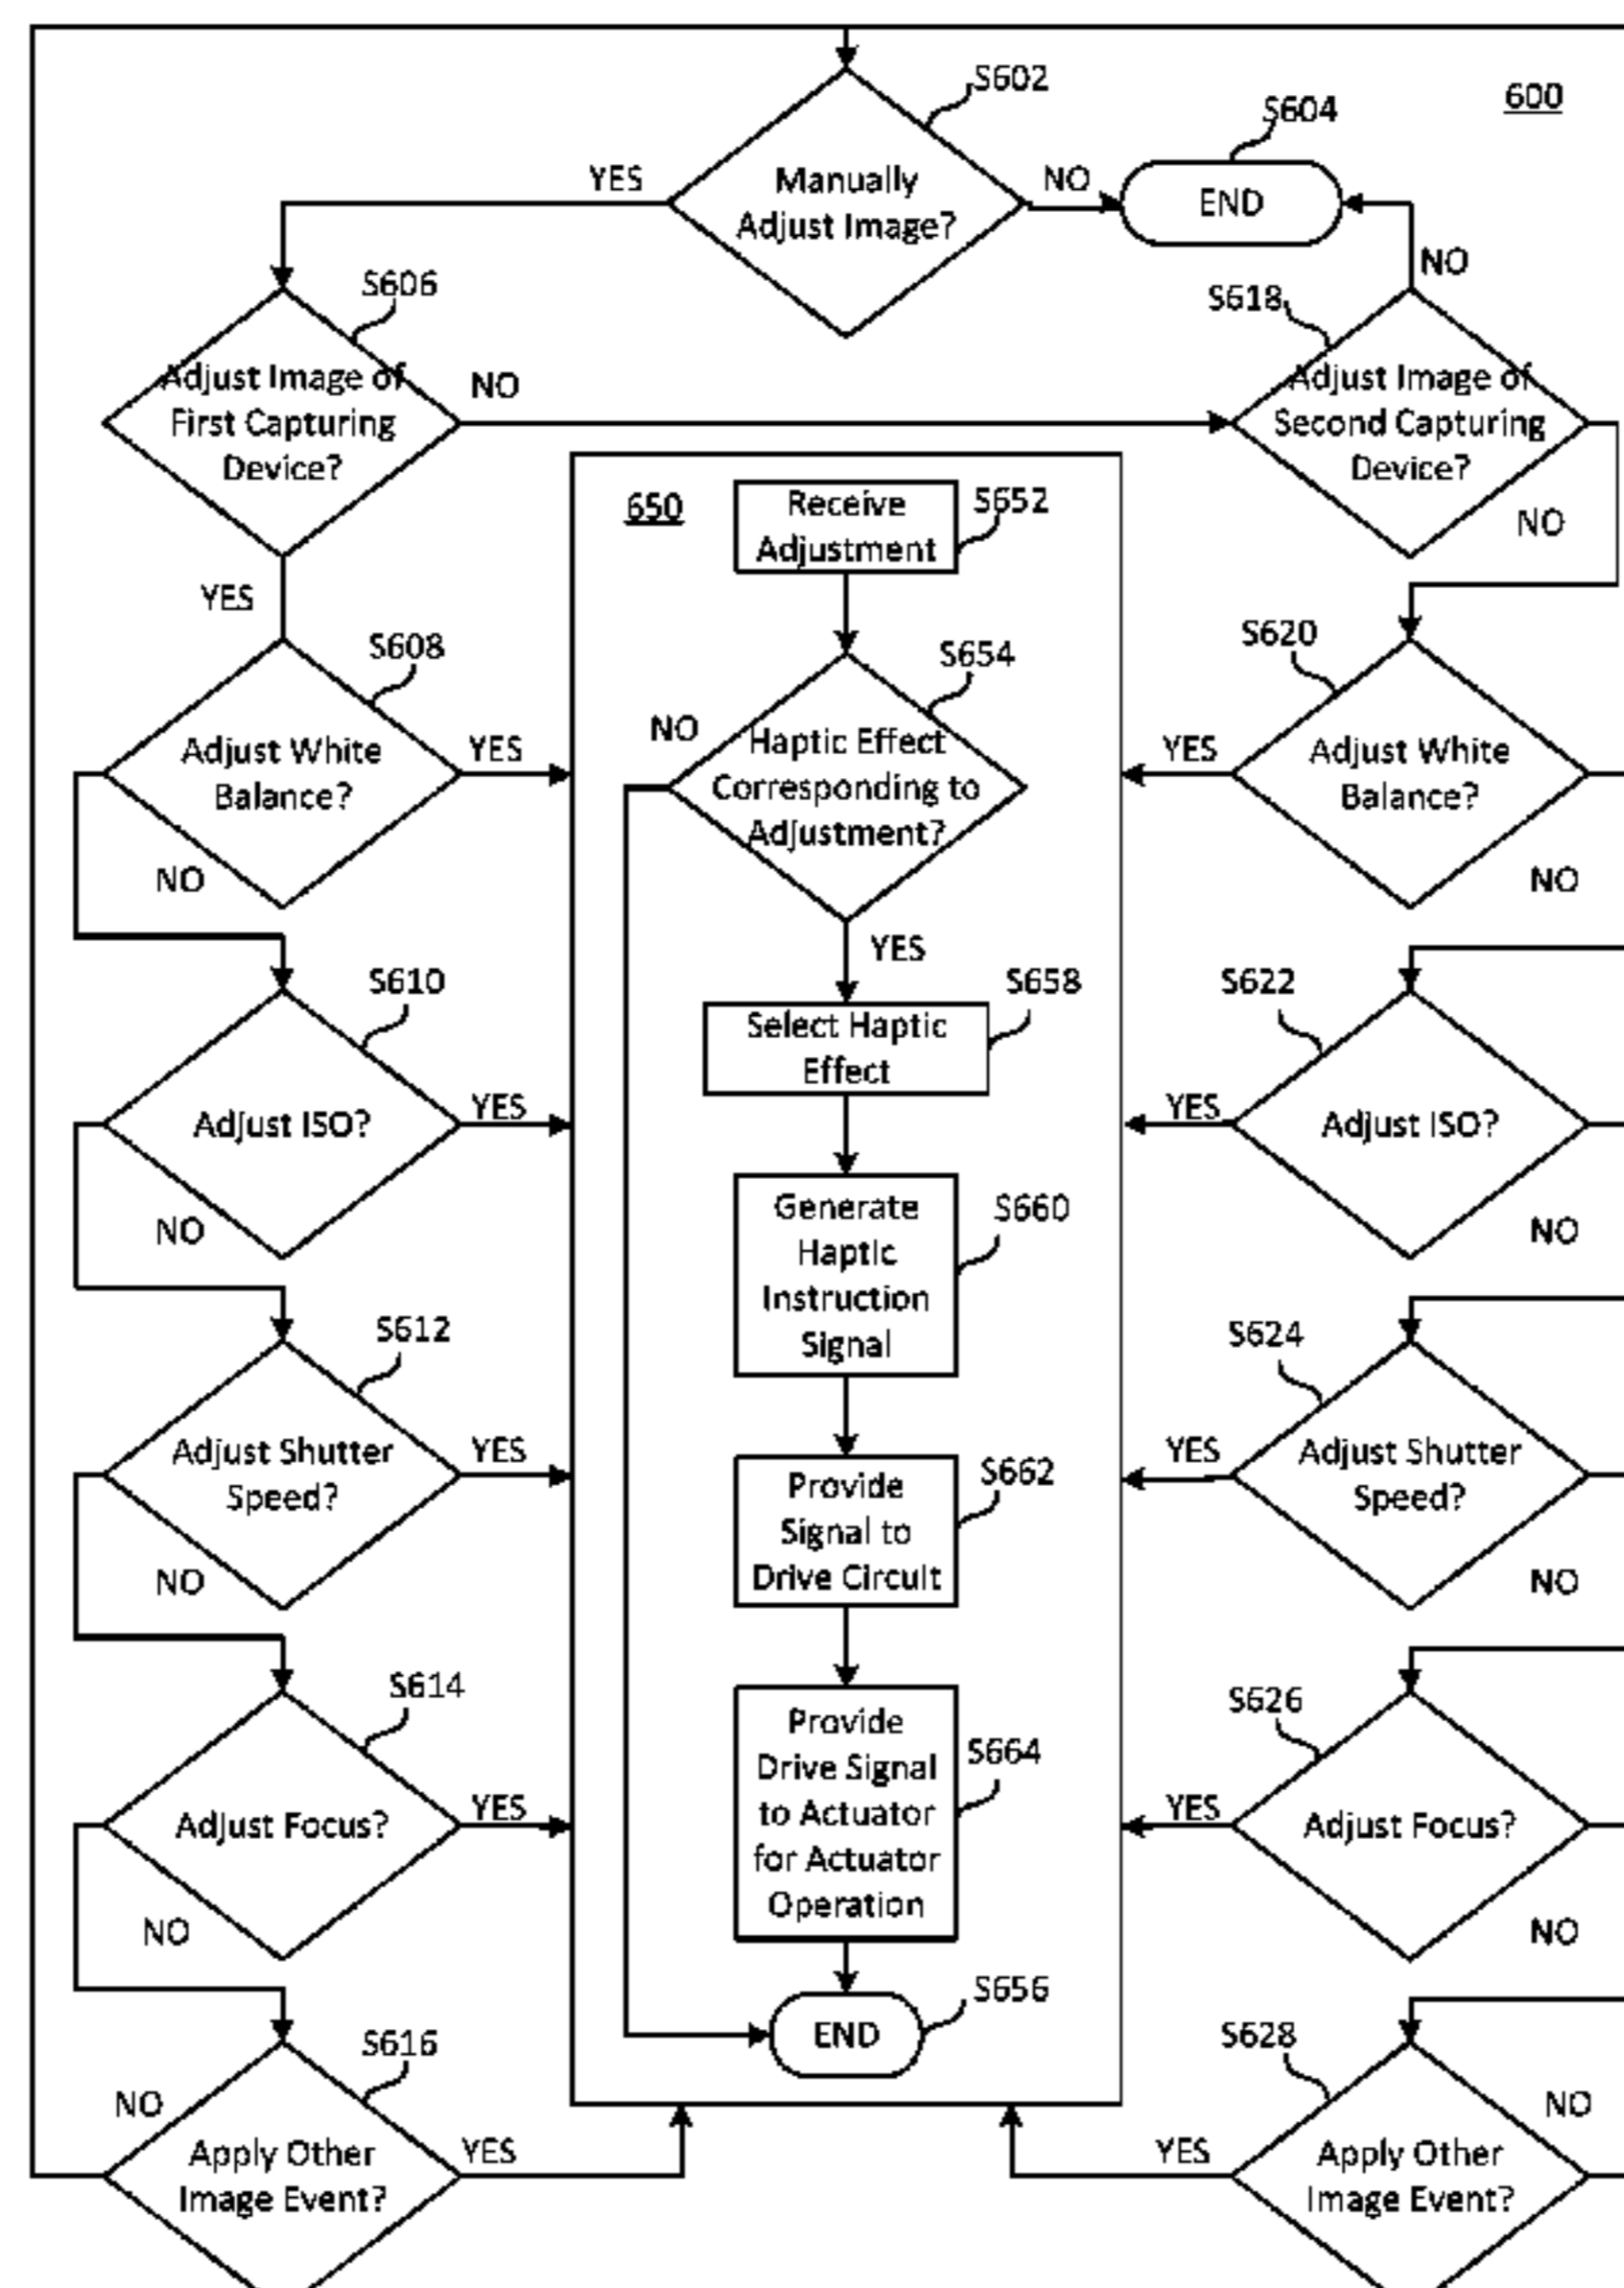 S602
S604
600
YES
Manually
Adjust Image?
NO
END
NO
S606
S618
Adjust Image of
First Capturing
Device?
NO
Adjust Image of
Second Capturing
Device?
NO
YES
650
Receive
Adjustment
S652
S608
S654
S620
Adjust White
Balance?
YES
NO
NO
Haptic Effect
Corresponding to
Adjustment?
YES
YES
Adjust White
Balance?
NO
S610
S658
S622
Select Haptic
Effect
Adjust ISO?
YES
NO
Generate
Haptic
Instruction
Signal
S660
YES
Adjust ISO?
NO
S612
S624
Adjust Shutter
Speed?
YES
NO
Provide
Signal to
Drive Circuit
S662
YES
Adjust Shutter
Speed?
NO
S614
S626
Adjust Focus?
YES
NO
Provide
Drive Signal
to Actuator
for Actuator
Operation
S664
YES
Adjust Focus?
NO
S616
END
S656
S628
NO
Apply Other
Image Event?
YES
YES
Apply Other
Image Event?
NO